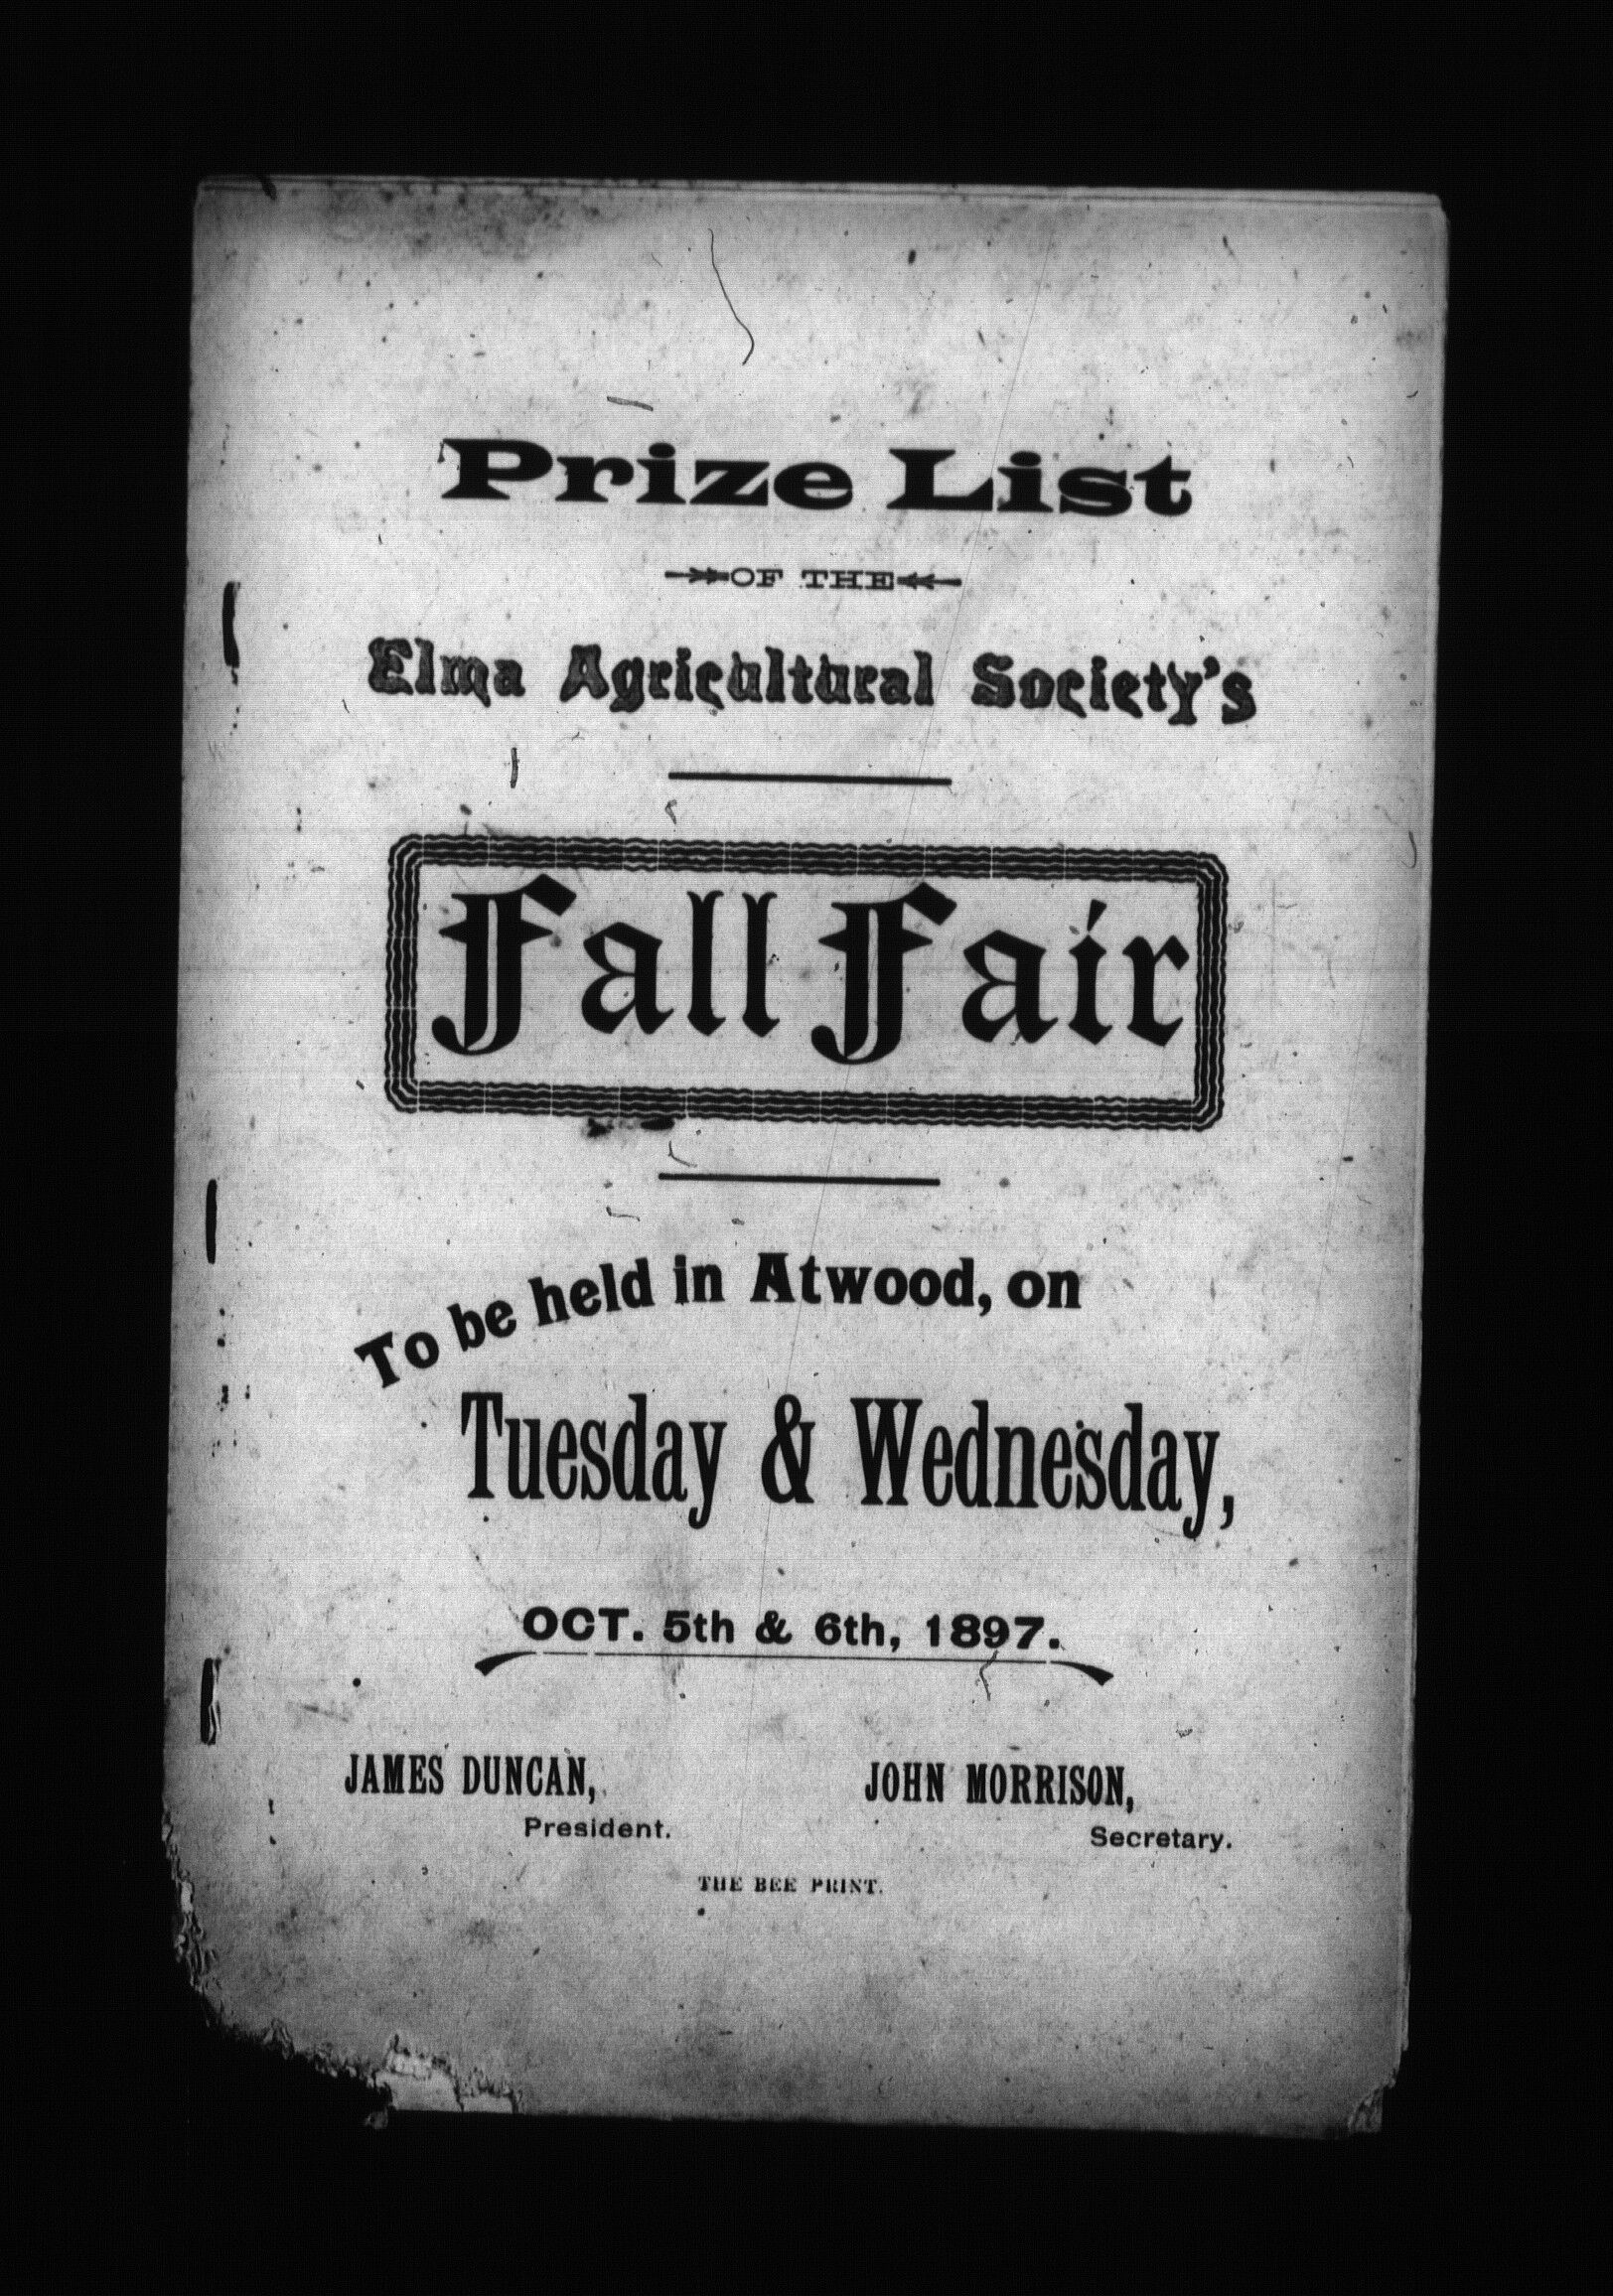 Prize List
OF THE
Elma Agricultural Society's
Fall Fair
To be held in Atwood, on
Tuesday & Wednesday,
OCT. 5th & 6th, 1897.
JAMES DUNCAN,
President.
JOHN MORRISON,
Secretary.
THE BEE PRINT.